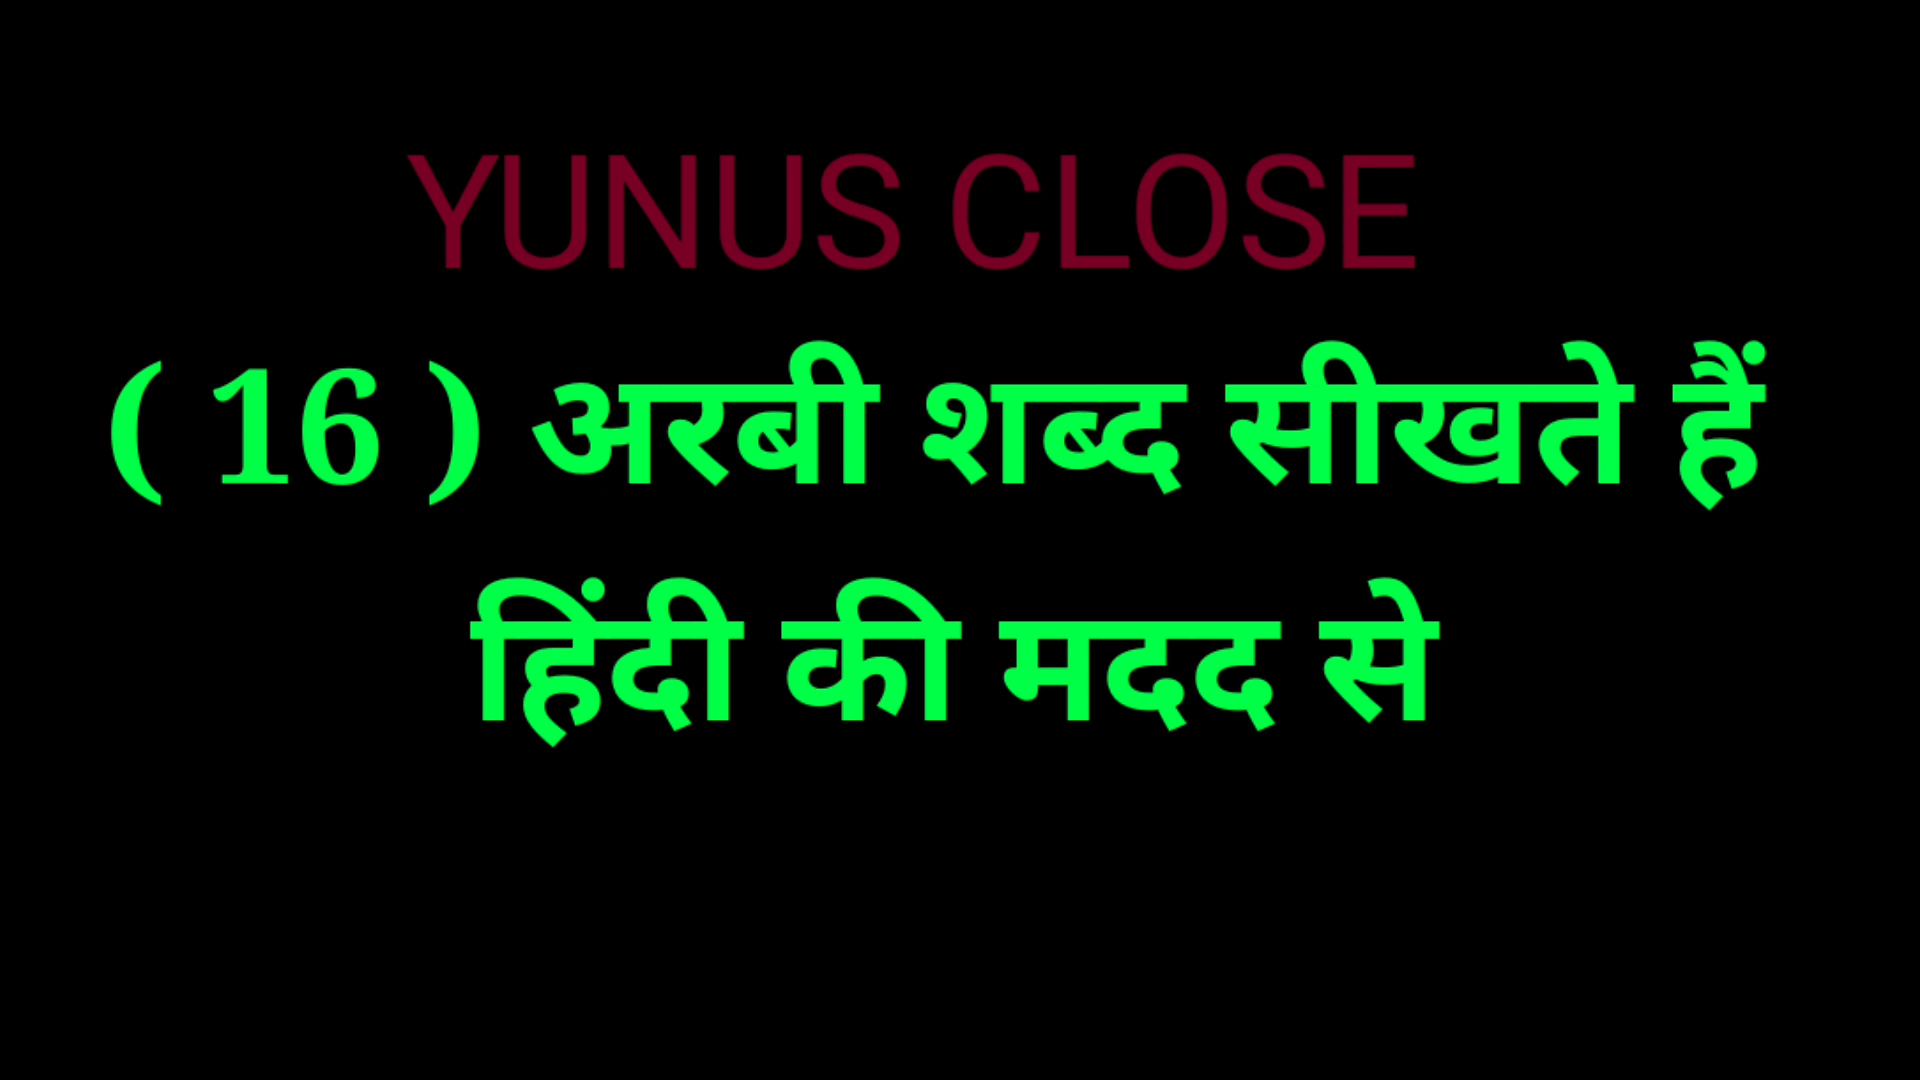 YUNUS CLOSE
( 16 ) अरबी शब्द सीखते हैं
हिंदी की मदद से